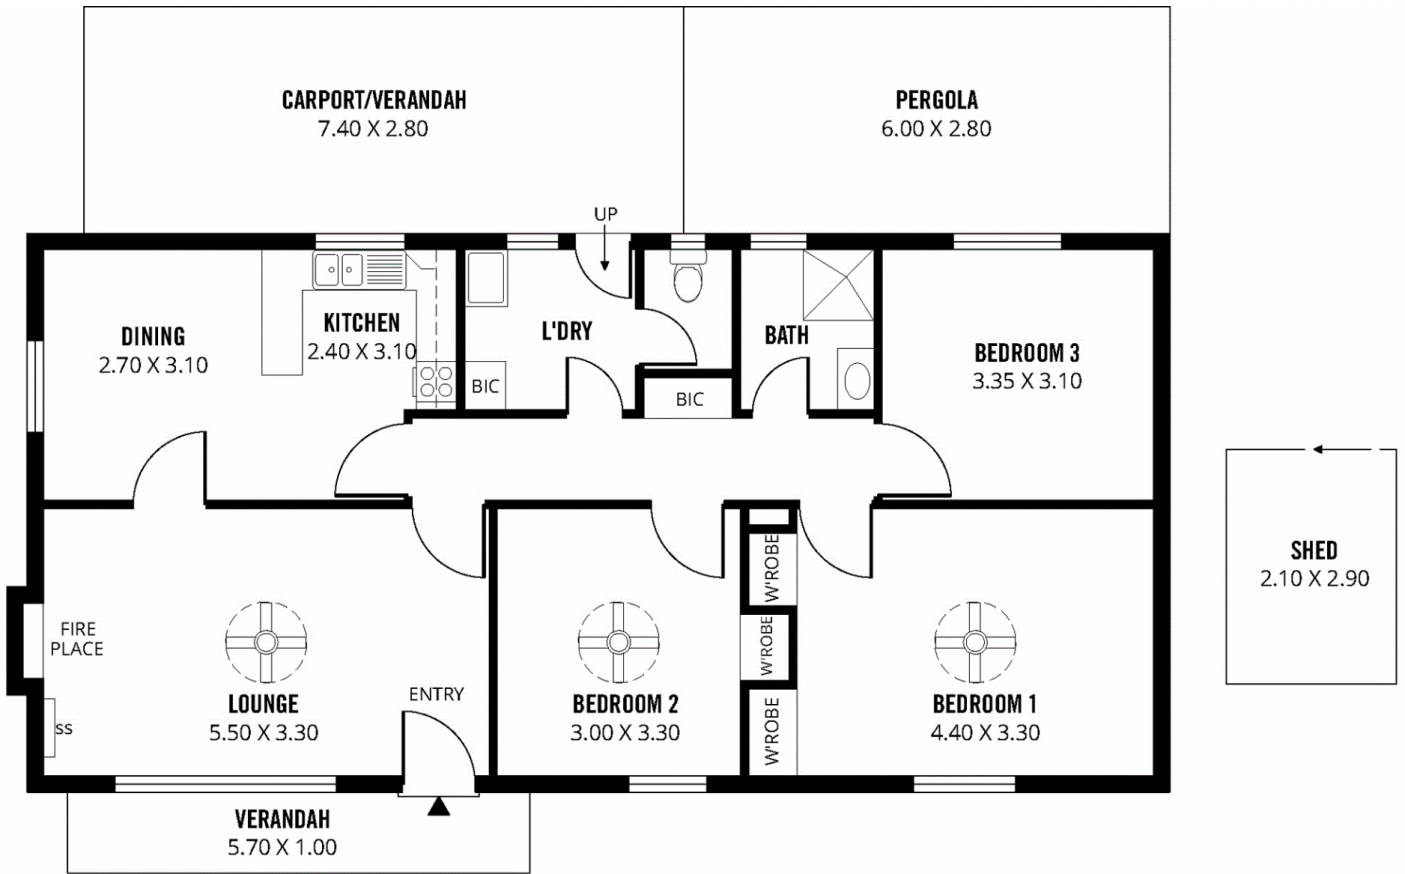 CARPORT/VERANDAH
7.40 X 2.80
PERGOLA
6.00 X 2.80
UP
DINING
2.70 X 3.10
KITCHEN
2.40 X 3.10
L'DRY
BIC
BIC
BATH
BEDROOM 3
3.35 X 3.10
SHED
2.10 X 2.90
FIRE
PLACE
SS
LOUNGE
5.50 X 3.30
ENTRY
BEDROOM 2
3.00 X 3.30
W'ROBE
W'ROBE
W'ROBE
BEDROOM 1
4.40 X 3.30
VERANDAH
5.70 X 1.00